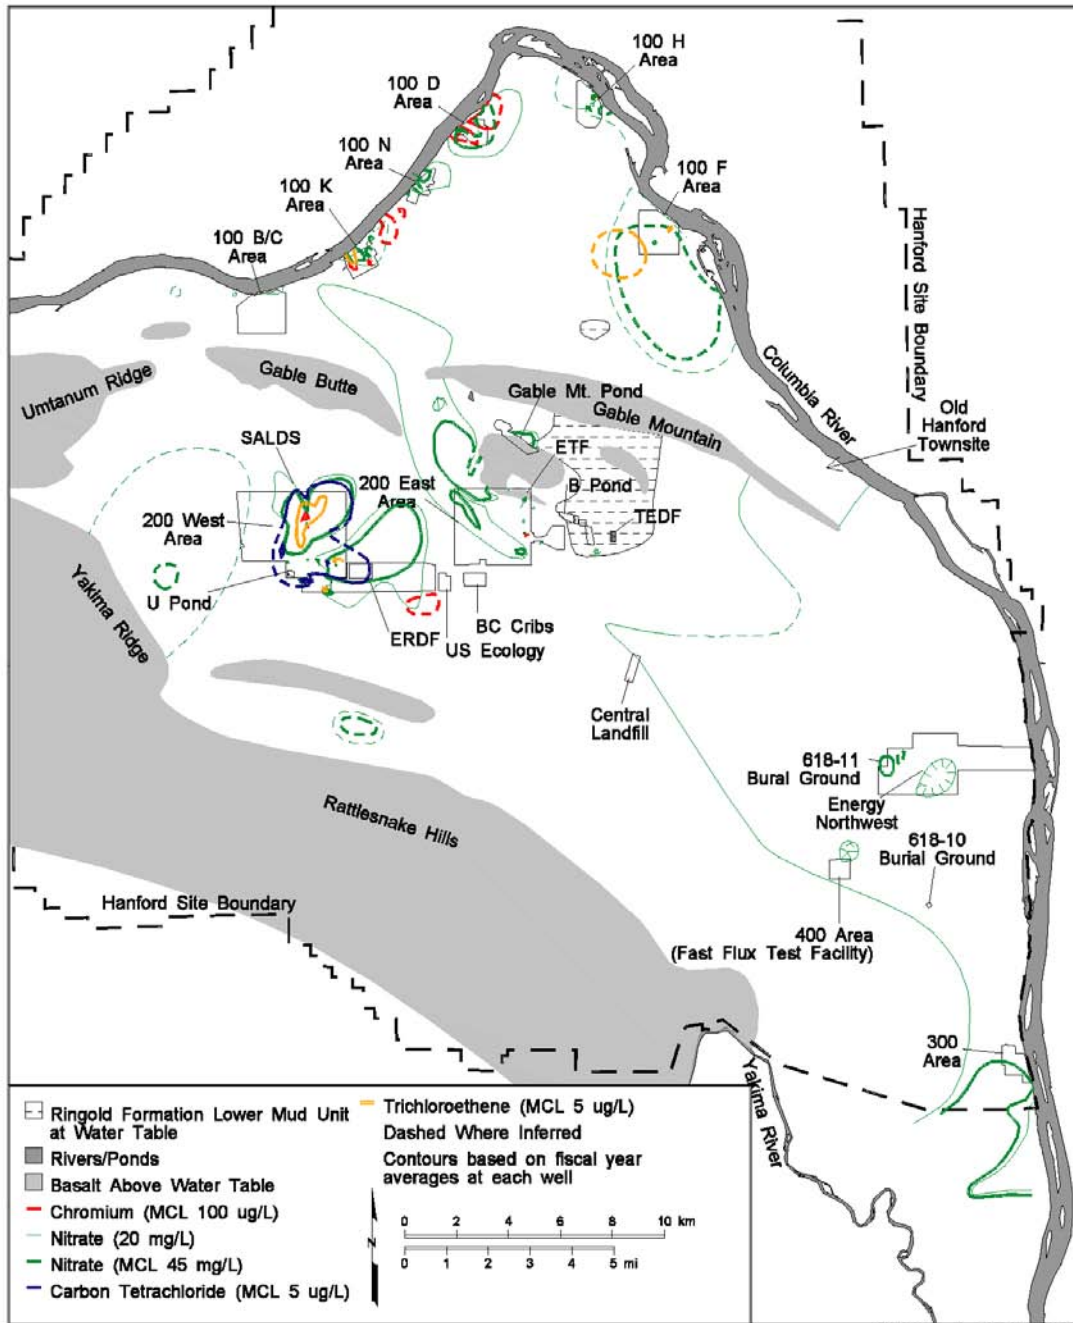 100 H
Area
100 D
Area
100 N
Area
100 F
Area
100 K
Area
100 B/C
Area
Hanford Site Boundary
Columbia River
Umtanum Ridge
Gable Butte
Gable Mt. Pond
Gable Mountain
Old
Hanford
Townsite
SALDS
ETF
200 East
Area
B Pond
200 West
Area
TEDF
Yakima Ridge
U Pond
ERDF
BC Cribs
US Ecology
Central
Landfill
618-11
Bural Ground
Energy
Northwest
Rattlesnake Hills
618-10
Burial Ground
Hanford Site Boundary
400 Area
(Fast Flux Test Facility)
300
Area
Yakima River
Ringold Formation Lower Mud Unit
at Water Table
Rivers/Ponds
Basalt Above Water Table
Chromium (MCL 100 ug/L)
Nitrate (20 mg/L)
Nitrate (MCL 45 mg/L)
Carbon Tetrachloride (MCL 5 ug/L)
Trichloroethene (MCL 5 ug/L)
Dashed Where Inferred
Contours based on fiscal year
averages at each well
N
0 2 4 6 8 10 km
0 1 2 3 4 5 mi